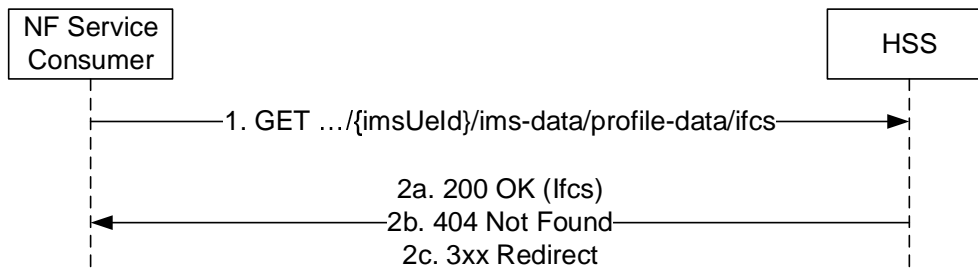 NF Service
Consumer
HSS
1. GET …/{imsUeId}/ims-data/profile-data/ifcs
2a. 200 OK (Ifcs)
2b. 404 Not Found
2c. 3xx Redirect